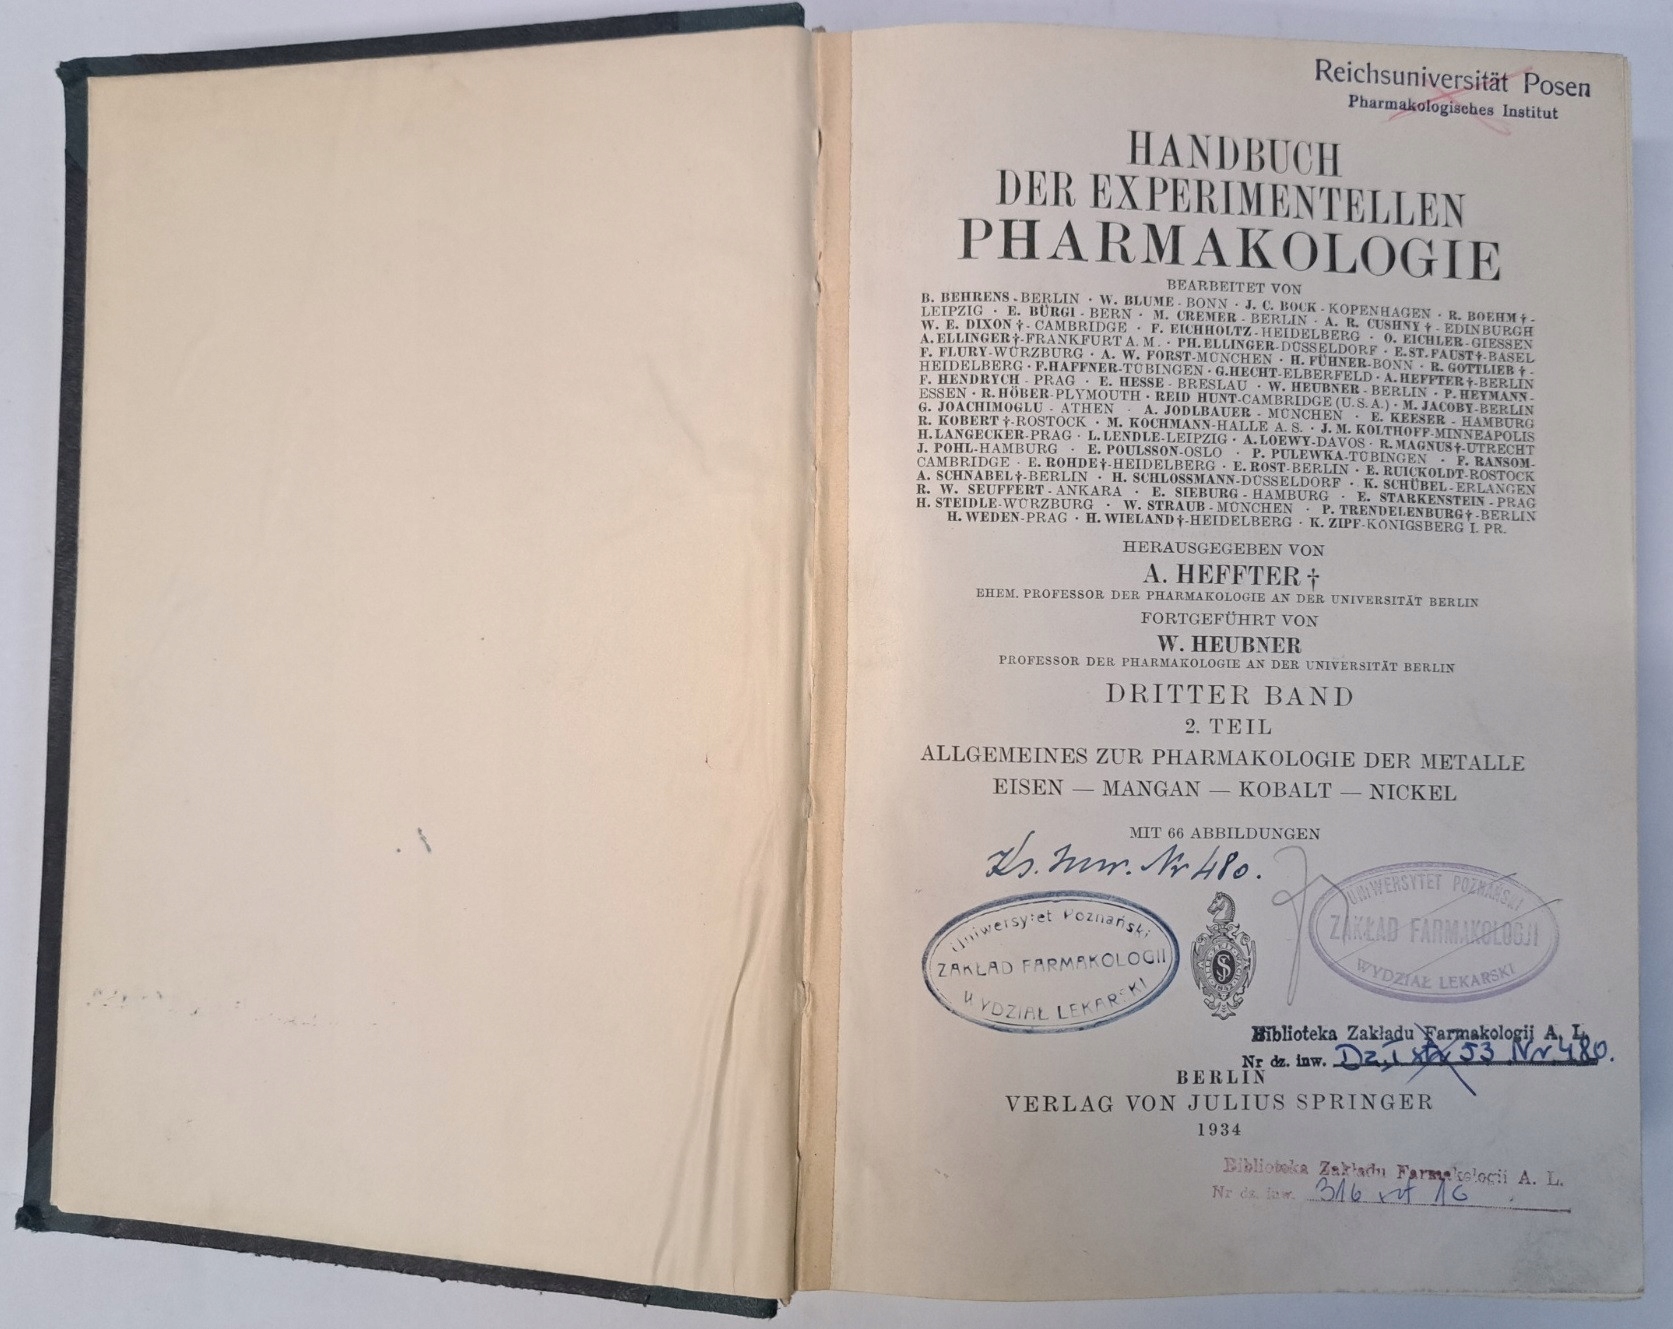 Reichsuniversität Posen
Pharmakologisches Institut
HANDBUCH
DER EXPERIMENTELLEN
PHARMAKOLOGIE
BEARBEITET VON
B. BEHRENS-BERLIN · W. BLUME-BONN · J. C. BOCK-KOPENHAGEN · R. BOEHM†-
LEIPZIG · E. BÜRGI-BERN · M. CREMER-BERLIN · A. R. CUSHNY†-EDINBURGH
W. E. DIXON†-CAMBRIDGE · F. EICHHOLTZ-HEIDELBERG · O. EICHLER-GIESSEN
A. ELLINGER†-FRANKFURT A. M. · PH. ELLINGER-DÜSSELDORF · E. ST. FAUST†-BASEL
F. FLURY-WÜRZBURG · A. W. FORST-MÜNCHEN · H. FÜHNER-BONN · R. GOTTLIEB†-
HEIDELBERG · F. HAFFNER-TÜBINGEN · G. HECHT-ELBERFELD · A. HEFFTER†-BERLIN
F. HENDRYCH-PRAG · E. HESSE-BRESLAU · W. HEUBNER-BERLIN · P. HEYMANN-
ESSEN · R. HÖBER-PLYMOUTH · REID HUNT-CAMBRIDGE (U.S.A.) · M. JACOBY-BERLIN
G. JOACHIMOGLU-ATHEN · A. JODLBAUER-MÜNCHEN · E. KEESER-HAMBURG
R. KOBERT†-ROSTOCK · M. KOCHMANN-HALLE A. S. · J. M. KOLTHOFF-MINNEAPOLIS
H. LANGECKER-PRAG · L. LENDLE-LEIPZIG · A. LOEWY-DAVOS · R. MAGNUS†-UTRECHT
J. POHL-HAMBURG · E. POULSSON-OSLO · P. PULEWKA-TÜBINGEN · F. RANSOM-
CAMBRIDGE · E. ROHDE†-HEIDELBERG · E. ROST-BERLIN · E. RUICKOLDT-ROSTOCK
A. SCHNABEL†-BERLIN · H. SCHLOSSMANN-DÜSSELDORF · K. SCHÜBEL-ERLANGEN
R. W. SEUFFERT-ANKARA · E. SIEBURG-HAMBURG · E. STARKENSTEIN-PRAG
H. STEIDLE-WÜRZBURG · W. STRAUB-MÜNCHEN · P. TRENDELENBURG†-BERLIN
H. WEDEN-PRAG · H. WIELAND†-HEIDELBERG · K. ZIPF-KÖNIGSBERG I. PR.
HERAUSGEGEBEN VON
A. HEFFTER †
EHEM. PROFESSOR DER PHARMAKOLOGIE AN DER UNIVERSITÄT BERLIN
FORTGEFÜHRT VON
W. HEUBNER
PROFESSOR DER PHARMAKOLOGIE AN DER UNIVERSITÄT BERLIN
DRITTER BAND
2. TEIL
ALLGEMEINES ZUR PHARMAKOLOGIE DER METALLE
EISEN — MANGAN — KOBALT — NICKEL
MIT 66 ABBILDUNGEN
Ks. Inw. Nr 480.
Uniwersytet Poznański
ZAKŁAD FARMAKOLOGII
WYDZIAŁ LEKARSKI
UNIWERSYTET POZNAŃSKI
ZAKŁAD FARMAKOLOGJI
WYDZIAŁ LEKARSKI
Biblioteka Zakładu Farmakologij A. L.
Nr dz. inw. Dz. I 53 Nr 480.
BERLIN
VERLAG VON JULIUS SPRINGER
1934
Biblioteka Zakładu Farmakologii A. L.
Nr dz. inw. 316